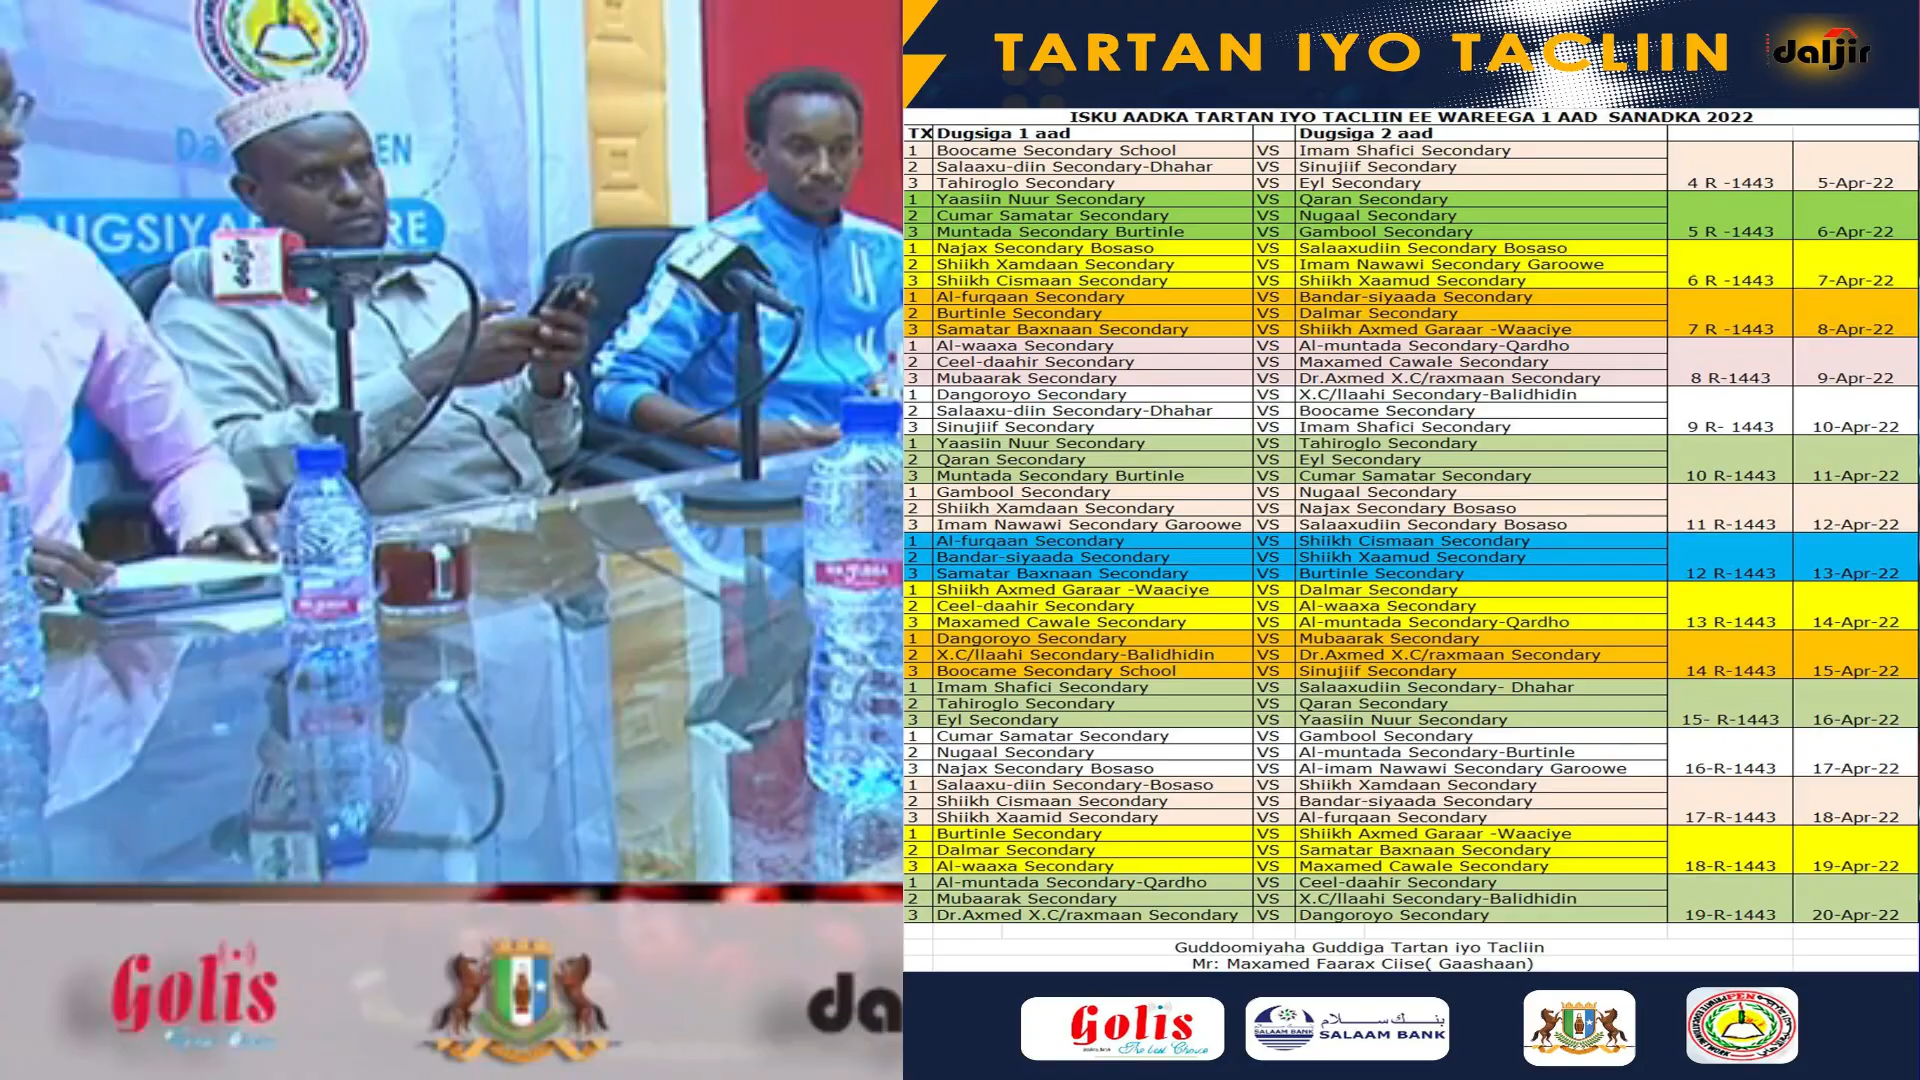 EN
DUGSIYA
RE
daljir
Golis
da
TARTAN IYO TACLIIN
daljir
ISKU AADKA TARTAN IYO TACLIIN EE WAREEGA 1 AAD SANADKA 2022
TX Dugsiga 1 aad Dugsiga 2 aad
1 Boocame Secondary School VS Imam Shafici Secondary
2 Salaaxu-diin Secondary-Dhahar VS Sinujiif Secondary
3 Tahiroglo Secondary VS Eyl Secondary 4 R -1443 5-Apr-22
1 Yaasiin Nuur Secondary VS Qaran Secondary
2 Cumar Samatar Secondary VS Nugaal Secondary
3 Muntada Secondary Burtinle VS Gambool Secondary 5 R -1443 6-Apr-22
1 Najax Secondary Bosaso VS Salaaxudiin Secondary Bosaso
2 Shiikh Xamdaan Secondary VS Imam Nawawi Secondary Garoowe
3 Shiikh Cismaan Secondary VS Shiikh Xaamud Secondary 6 R -1443 7-Apr-22
1 Al-furqaan Secondary VS Bandar-siyaada Secondary
2 Burtinle Secondary VS Dalmar Secondary
3 Samatar Baxnaan Secondary VS Shiikh Axmed Garaar -Waaciye 7 R -1443 8-Apr-22
1 Al-waaxa Secondary VS Al-muntada Secondary-Qardho
2 Ceel-daahir Secondary VS Maxamed Cawale Secondary
3 Mubaarak Secondary VS Dr.Axmed X.C/raxmaan Secondary 8 R-1443 9-Apr-22
1 Dangoroyo Secondary VS X.C/llaahi Secondary-Balidhidin
2 Salaaxu-diin Secondary-Dhahar VS Boocame Secondary
3 Sinujiif Secondary VS Imam Shafici Secondary 9 R- 1443 10-Apr-22
1 Yaasiin Nuur Secondary VS Tahiroglo Secondary
2 Qaran Secondary VS Eyl Secondary
3 Muntada Secondary Burtinle VS Cumar Samatar Secondary 10 R-1443 11-Apr-22
1 Gambool Secondary VS Nugaal Secondary
2 Shiikh Xamdaan Secondary VS Najax Secondary Bosaso
3 Imam Nawawi Secondary Garoowe VS Salaaxudiin Secondary Bosaso 11 R-1443 12-Apr-22
1 Al-furqaan Secondary VS Shiikh Cismaan Secondary
2 Bandar-siyaada Secondary VS Shiikh Xaamud Secondary
3 Samatar Baxnaan Secondary VS Burtinle Secondary 12 R-1443 13-Apr-22
1 Shiikh Axmed Garaar -Waaciye VS Dalmar Secondary
2 Ceel-daahir Secondary VS Al-waaxa Secondary
3 Maxamed Cawale Secondary VS Al-muntada Secondary-Qardho 13 R-1443 14-Apr-22
1 Dangoroyo Secondary VS Mubaarak Secondary
2 X.C/llaahi Secondary-Balidhidin VS Dr.Axmed X.C/raxmaan Secondary
3 Boocame Secondary School VS Sinujiif Secondary 14 R-1443 15-Apr-22
1 Imam Shafici Secondary VS Salaaxudiin Secondary- Dhahar
2 Tahiroglo Secondary VS Qaran Secondary
3 Eyl Secondary VS Yaasiin Nuur Secondary 15- R-1443 16-Apr-22
1 Cumar Samatar Secondary VS Gambool Secondary
2 Nugaal Secondary VS Al-muntada Secondary-Burtinle
3 Najax Secondary Bosaso VS Al-imam Nawawi Secondary Garoowe 16-R-1443 17-Apr-22
1 Salaaxu-diin Secondary-Bosaso VS Shiikh Xamdaan Secondary
2 Shiikh Cismaan Secondary VS Bandar-siyaada Secondary
3 Shiikh Xaamid Secondary VS Al-furqaan Secondary 17-R-1443 18-Apr-22
1 Burtinle Secondary VS Shiikh Axmed Garaar -Waaciye
2 Dalmar Secondary VS Samatar Baxnaan Secondary
3 Al-waaxa Secondary VS Maxamed Cawale Secondary 18-R-1443 19-Apr-22
1 Al-muntada Secondary-Qardho VS Ceel-daahir Secondary
2 Mubaarak Secondary VS X.C/llaahi Secondary-Balidhidin
3 Dr.Axmed X.C/raxmaan Secondary VS Dangoroyo Secondary 19-R-1443 20-Apr-22
Guddoomiyaha Guddiga Tartan iyo Tacliin
Mr: Maxamed Faarax Ciise( Gaashaan)
Golis
The best Choice
SALAAM BANK
بنك سلام
SALAAM BANK
PEN